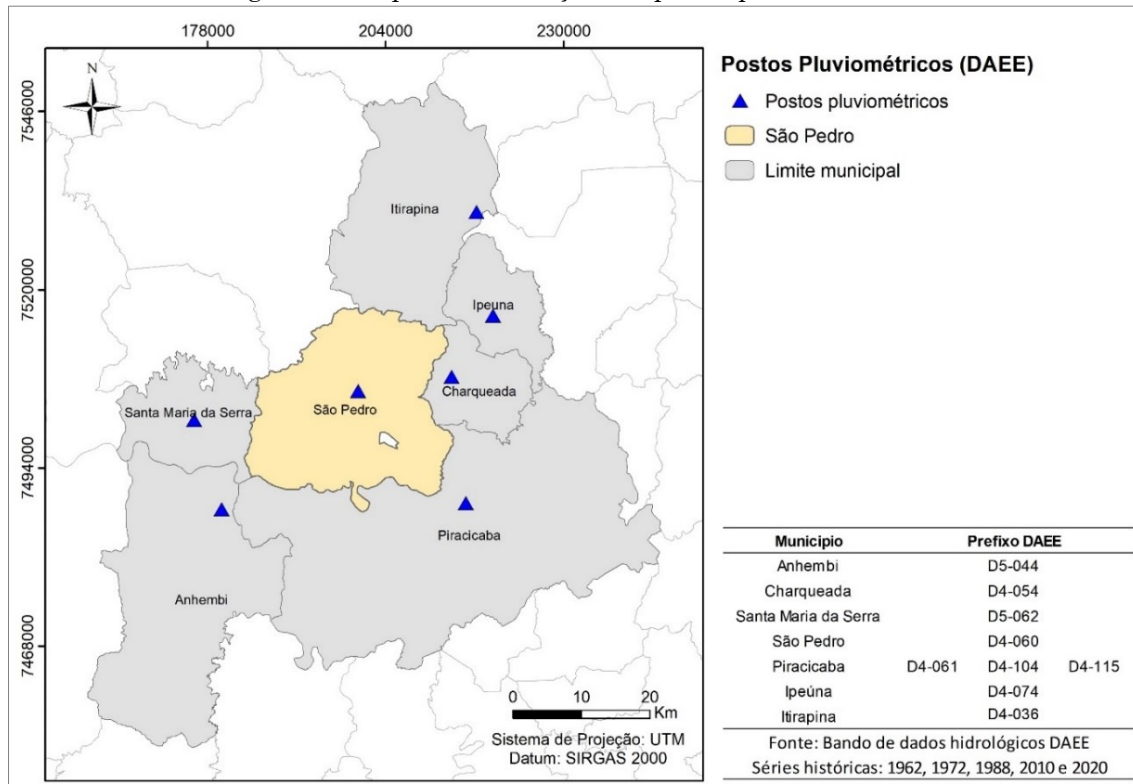 178000 204000 230000
N
7546000
7520000
7494000
7468000
Itirapina
Ipeuna
Charqueada
Santa Maria da Serra
São Pedro
Piracicaba
Anhembi
0 10 20
Km
Sistema de Projeção: UTM
Datum: SIRGAS 2000
Postos Pluviométricos (DAEE)
Postos pluviométricos
São Pedro
Limite municipal
Municipio Prefixo DAEE
Anhembi D5-044
Charqueada D4-054
Santa Maria da Serra D5-062
São Pedro D4-060
Piracicaba D4-061 D4-104 D4-115
Ipeúna D4-074
Itirapina D4-036
Fonte: Bando de dados hidrológicos DAEE
Séries históricas: 1962, 1972, 1988, 2010 e 2020